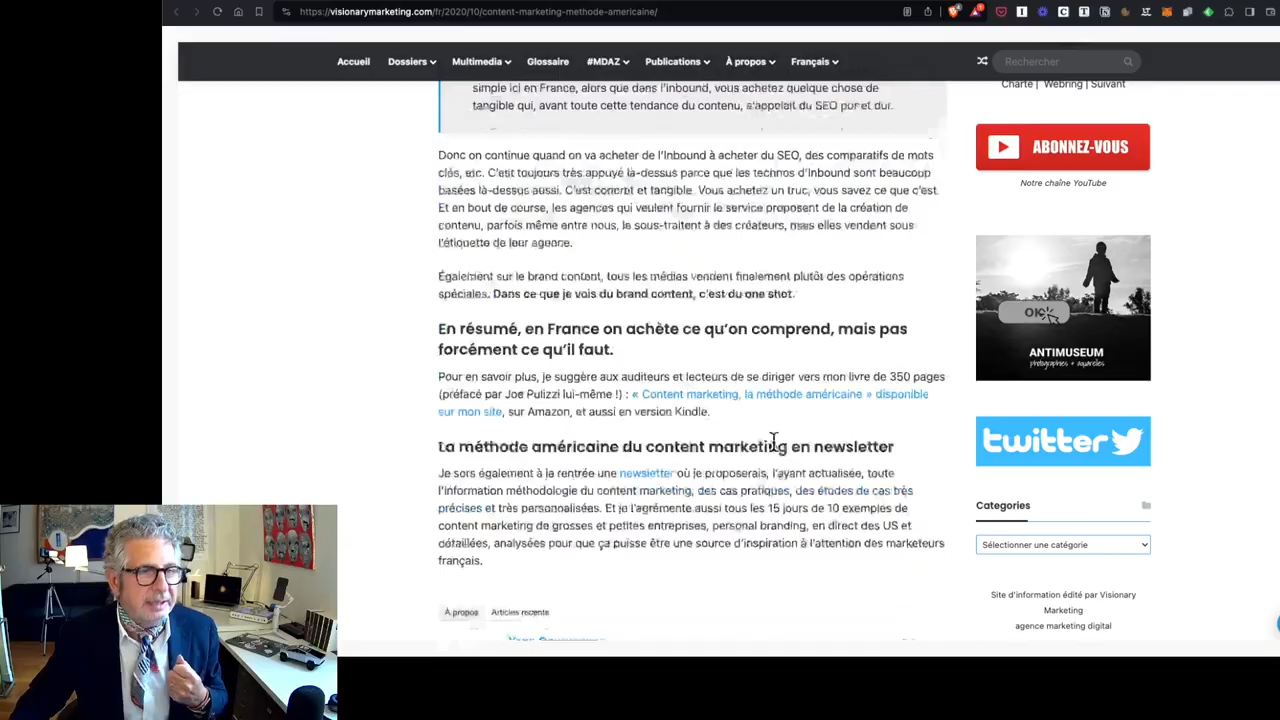 https://visionarymarketing.com/fr/2020/10/content-marketing-methode-americaine/
Accueil Dossiers Multimedia Glossaire #MDAZ Publications À propos Français Rechercher
simple ici en France, alors que dans l'inbound, vous achetez quelque chose de
tangible qui, avant toute cette tendance du contenu, s'appelait du SEO pur et dur.
Donc on continue quand on va acheter de l'Inbound à acheter du SEO, des comparatifs de mots
clés, etc. C'est toujours très appuyé là-dessus parce que les technos d'Inbound sont beaucoup
basées là-dessus aussi. C'est concret et tangible. Vous achetez un truc, vous savez ce que c'est.
Et en bout de course, les agences qui veulent fournir le service proposent de la création de
contenu, parfois même entre nous, le sous-traitent à des créateurs, mais elles vendent sous
l'étiquette de leur agence.
Également sur le brand content, tous les médias vendent finalement plutôt des opérations
spéciales. Dans ce que je vois du brand content, c'est du one shot.
En résumé, en France on achète ce qu'on comprend, mais pas
forcément ce qu'il faut.
Pour en savoir plus, je suggère aux auditeurs et lecteurs de se diriger vers mon livre de 350 pages
(préfacé par Joe Pulizzi lui-même !) : « Content marketing, la méthode américaine » disponible
sur mon site, sur Amazon, et aussi en version Kindle.
La méthode américaine du content marketing en newsletter
Je sors également à la rentrée une newsletter où je proposerais, l'ayant actualisée, toute
l'information méthodologie du content marketing, des cas pratiques, des études de cas très
précises et très personnalisées. Et je l'agrémente aussi tous les 15 jours de 10 exemples de
content marketing de grosses et petites entreprises, personal branding, en direct des US et
détaillées, analysées pour que ça puisse être une source d'inspiration à l'attention des marketeurs
français.
À propos Articles récents
Charte | Webring | Suivant
ABONNEZ-VOUS
Notre chaîne YouTube
OK
ANTIMUSEUM
photographies + aquarelles
twitter
Categories
Sélectionner une catégorie
Site d'information édité par Visionary
Marketing
agence marketing digital